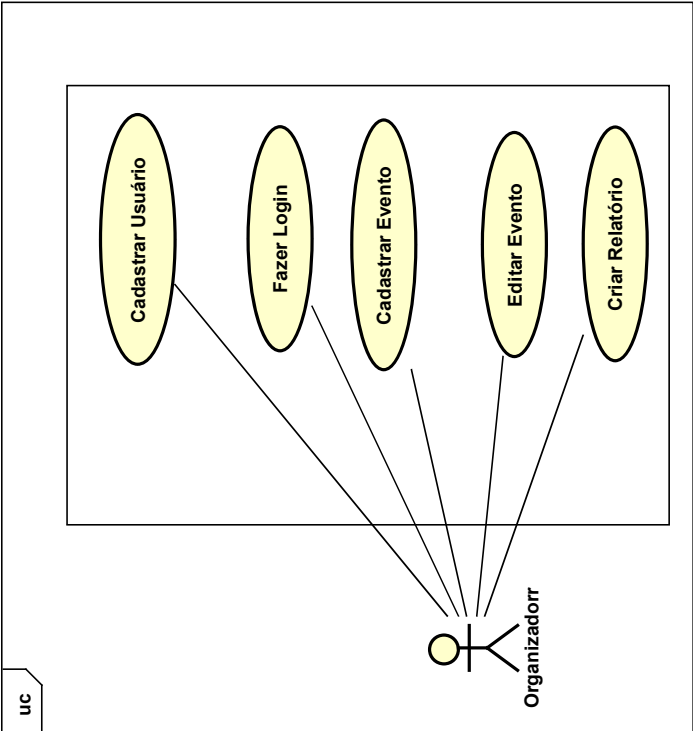 uc
Cadastrar Usuário
Fazer Login
Cadastrar Evento
Editar Evento
Criar Relatório
Organizadorr